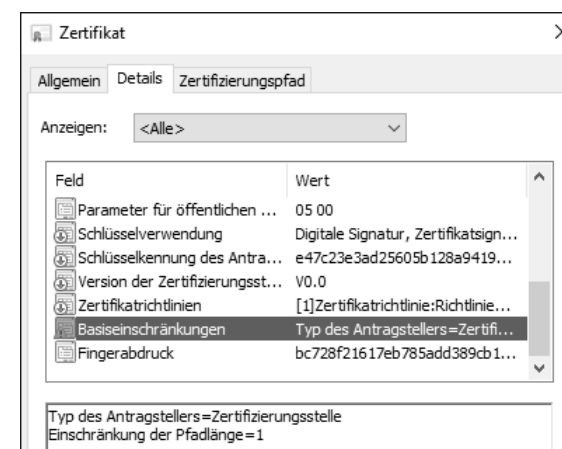 Zertifikat
Allgemein Details Zertifizierungspfad
Anzeigen: <Alle>
Feld Wert
Parameter für öffentlichen ... 05 00
Schlüsselverwendung Digitale Signatur, Zertifikatsign...
Schlüsselkennung des Antra... e47c23e3ad25605b128a9419...
Version der Zertifizierungsst... V0.0
Zertifikatrichtlinien [1]Zertifikatrichtlinie:Richtlinie...
Basiseinschränkungen Typ des Antragstellers=Zertifi...
Fingerabdruck bc728f21617eb785add389cb1...
Typ des Antragstellers=Zertifizierungsstelle
Einschränkung der Pfadlänge=1